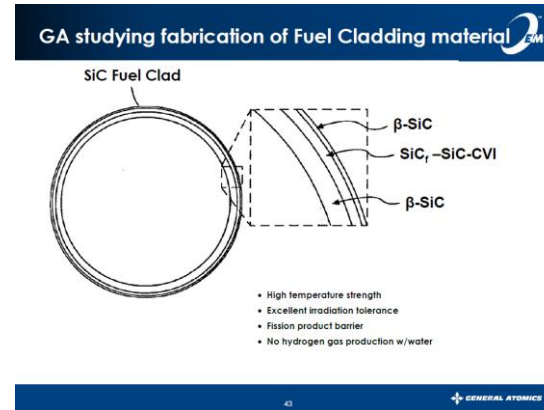 GA studying fabrication of Fuel Cladding material
EM
SiC Fuel Clad
β-SiC
SiCf –SiC-CVI
β-SiC
• High temperature strength
• Excellent irradiation tolerance
• Fission product barrier
• No hydrogen gas production w/water
43
GENERAL ATOMICS